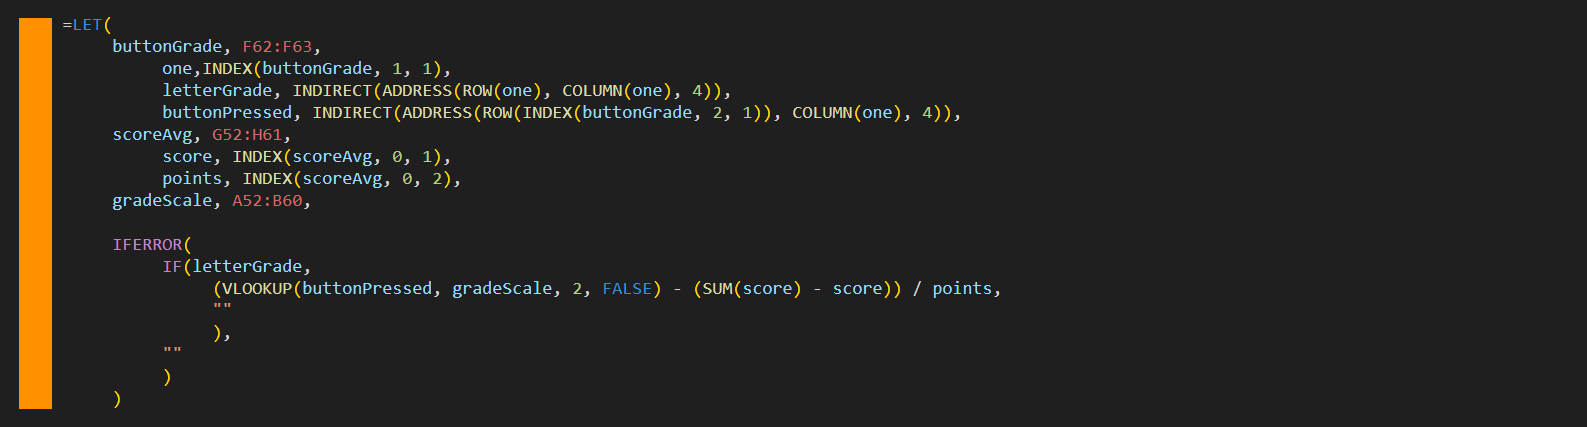 =LET(
buttonGrade, F62:F63,
one,INDEX(buttonGrade, 1, 1),
letterGrade, INDIRECT(ADDRESS(ROW(one), COLUMN(one), 4)),
buttonPressed, INDIRECT(ADDRESS(ROW(INDEX(buttonGrade, 2, 1)), COLUMN(one), 4)),
scoreAvg, G52:H61,
score, INDEX(scoreAvg, 0, 1),
points, INDEX(scoreAvg, 0, 2),
gradeScale, A52:B60,
IFERROR(
IF(letterGrade,
(VLOOKUP(buttonPressed, gradeScale, 2, FALSE) - (SUM(score) - score)) / points,
""
),
""
)
)